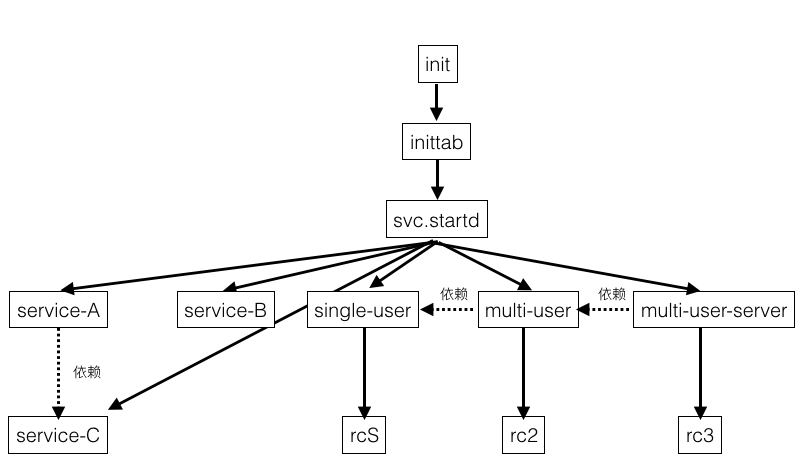 init
inittab
svc.startd
依赖
依赖
service-A
service-B
single-user
multi-user
multi-user-server
依赖
service-C
rcS
rc2
rc3